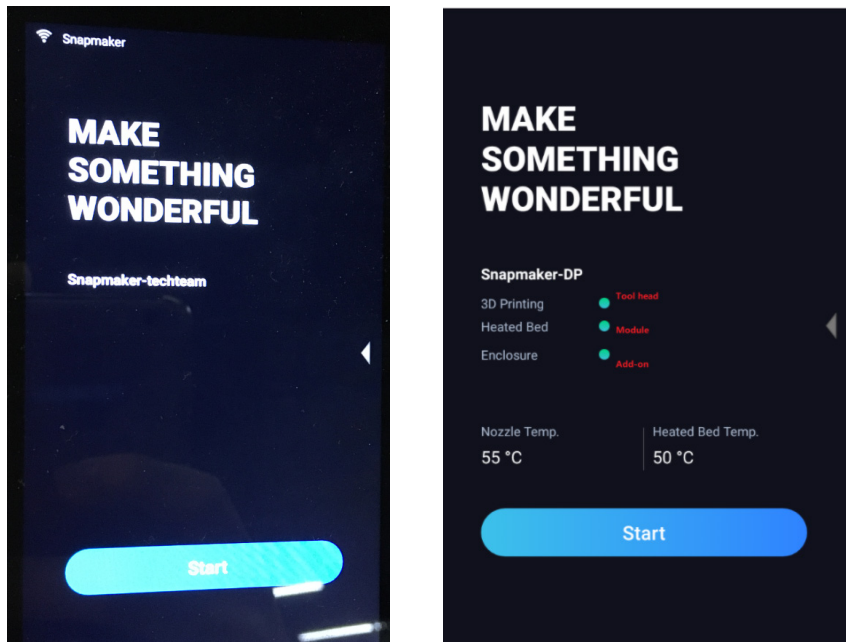 Snapmaker
MAKE
SOMETHING
WONDERFUL
Snapmaker-techteam
Start
MAKE
SOMETHING
WONDERFUL
Snapmaker-DP
3D Printing Tool head
Heated Bed Module
Enclosure Add-on
Nozzle Temp. Heated Bed Temp.
55 °C 50 °C
Start